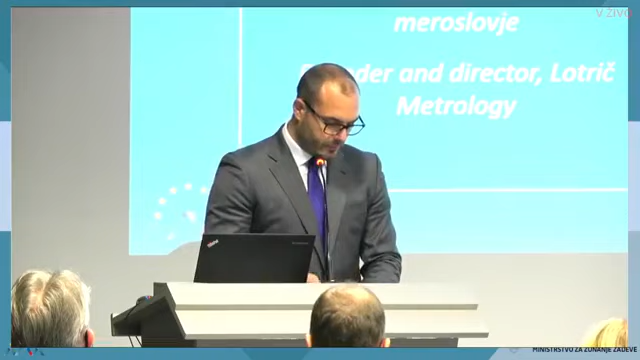 V ŽIVO
meroslovje
Founder and director, Lotrič
Metrology
MINISTRSTVO ZA ZUNANJE ZADEVE